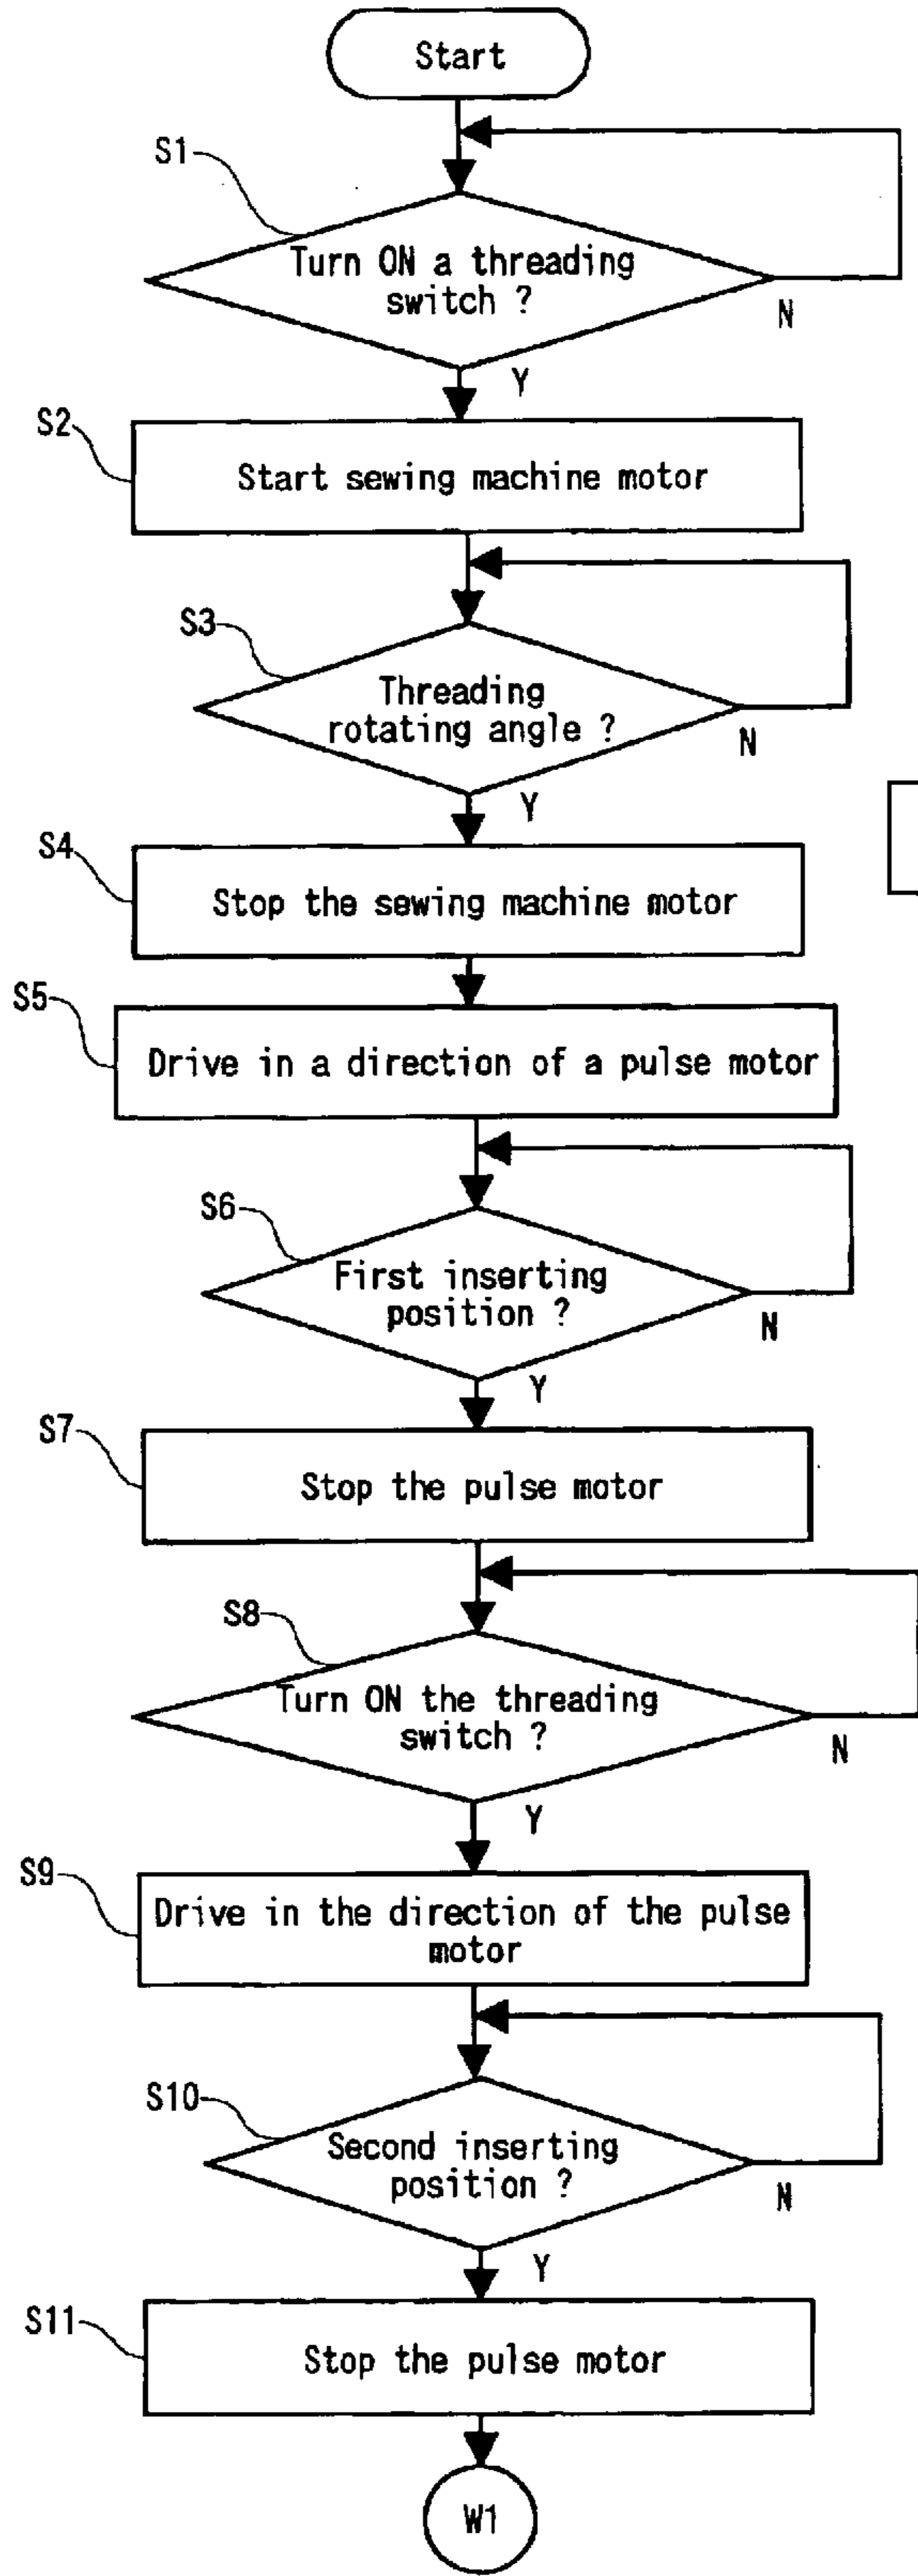 Start
S1
Turn ON a threading
switch ?
N
Y
S2
Start sewing machine motor
S3
Threading
rotating angle ?
N
Y
S4
Stop the sewing machine motor
S5
Drive in a direction of a pulse motor
S6
First inserting
position ?
N
Y
S7
Stop the pulse motor
S8
Turn ON the threading
switch ?
N
Y
S9
Drive in the direction of the pulse
motor
S10
Second inserting
position ?
N
Y
S11
Stop the pulse motor
W1